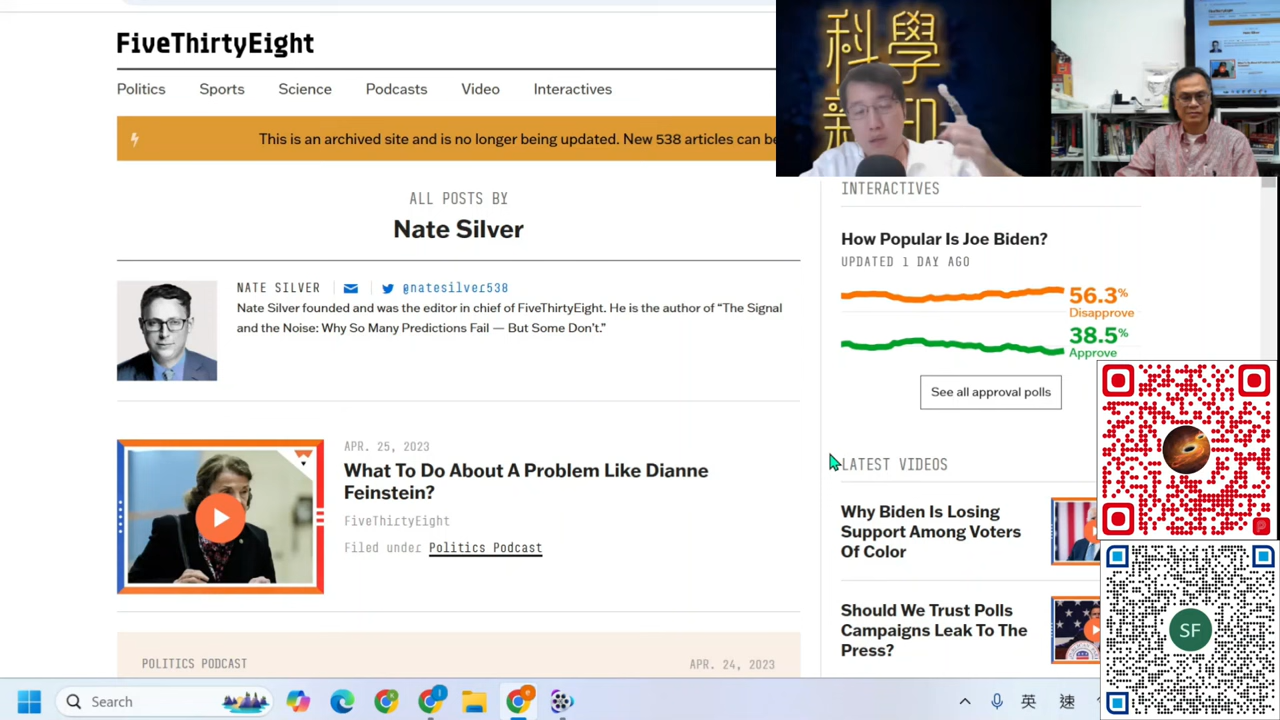 FiveThirtyEight
Politics Sports Science Podcasts Video Interactives
This is an archived site and is no longer being updated. New 538 articles can be
ALL POSTS BY
Nate Silver
NATE SILVER @natesilver538
Nate Silver founded and was the editor in chief of FiveThirtyEight. He is the author of “The Signal
and the Noise: Why So Many Predictions Fail — But Some Don’t.”
APR. 25, 2023
What To Do About A Problem Like Dianne
Feinstein?
FiveThirtyEight
Filed under Politics Podcast
POLITICS PODCAST APR. 24, 2023
科學
新知
INTERACTIVES
How Popular Is Joe Biden?
UPDATED 1 DAY AGO
56.3%
Disapprove
38.5%
Approve
See all approval polls
LATEST VIDEOS
Why Biden Is Losing
Support Among Voters
Of Color
Should We Trust Polls
Campaigns Leak To The
Press?
SF
Search
英 速